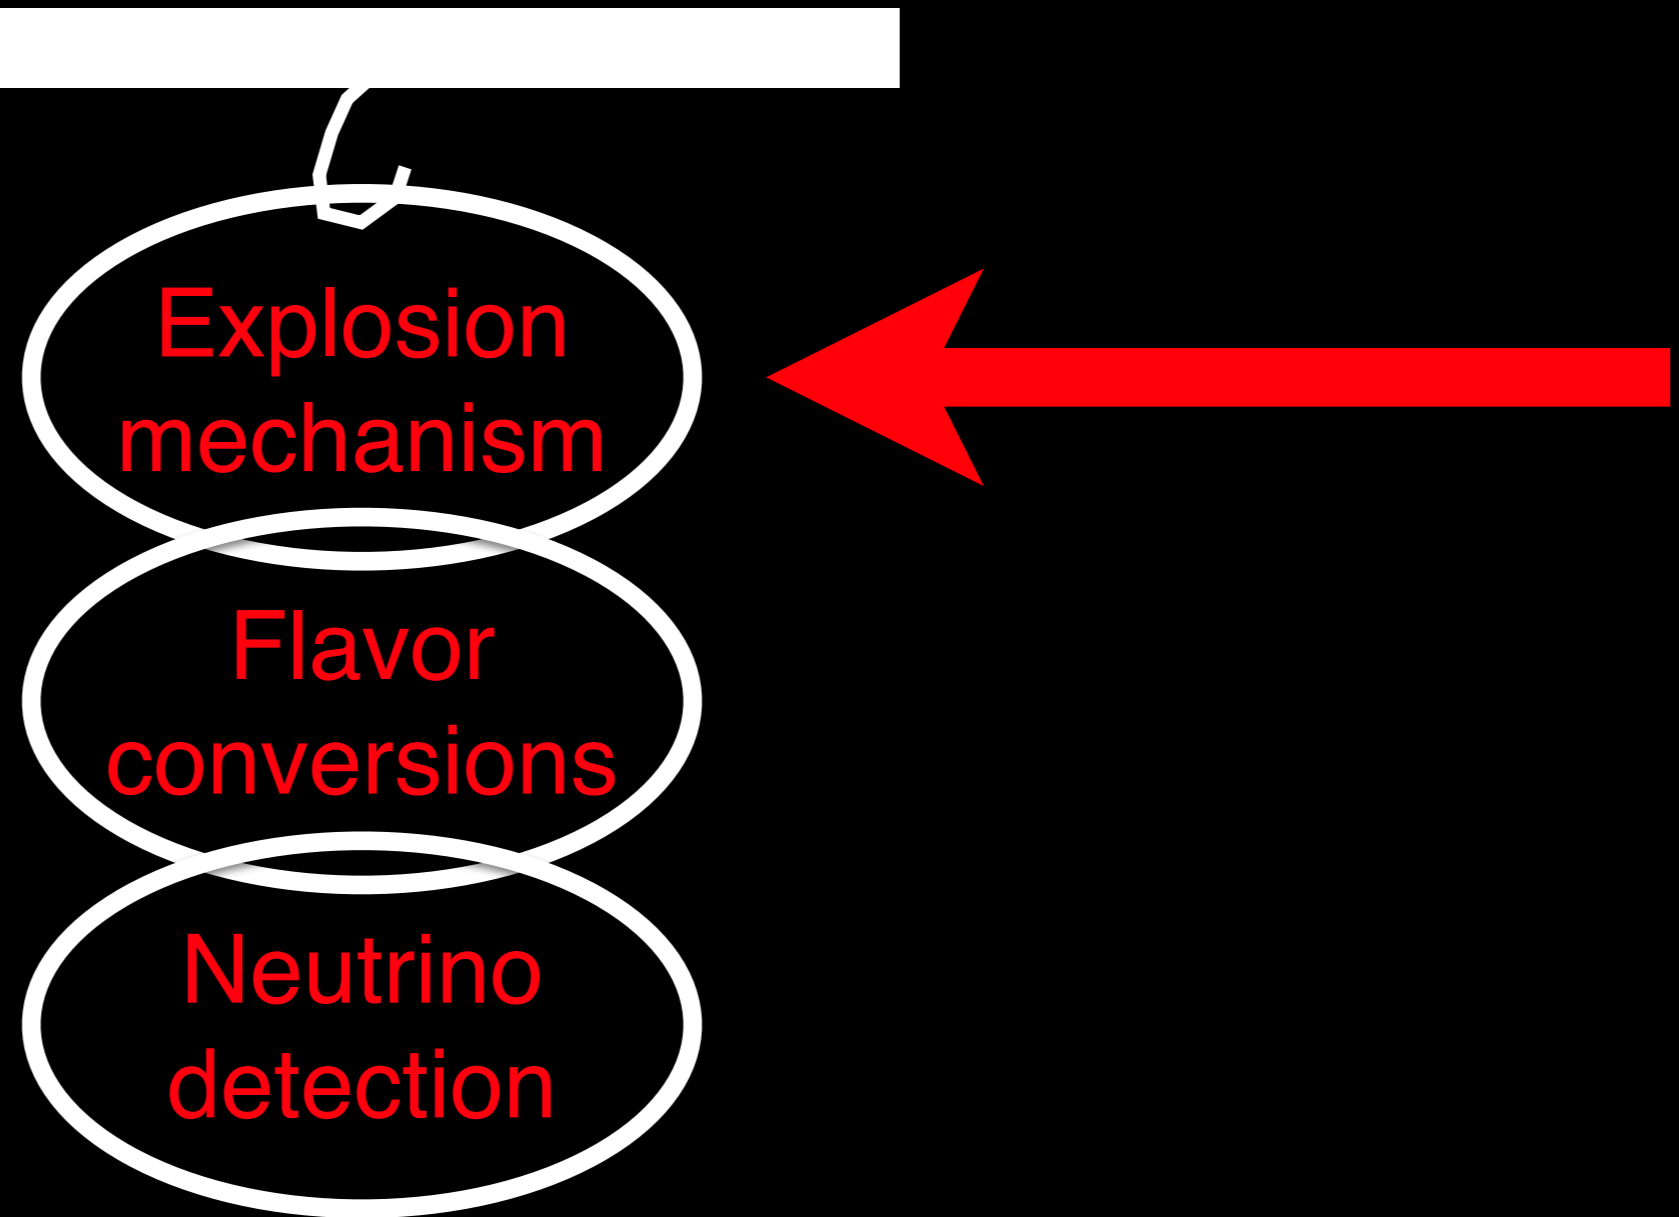 Explosion
mechanism
Flavor
conversions
Neutrino
detection